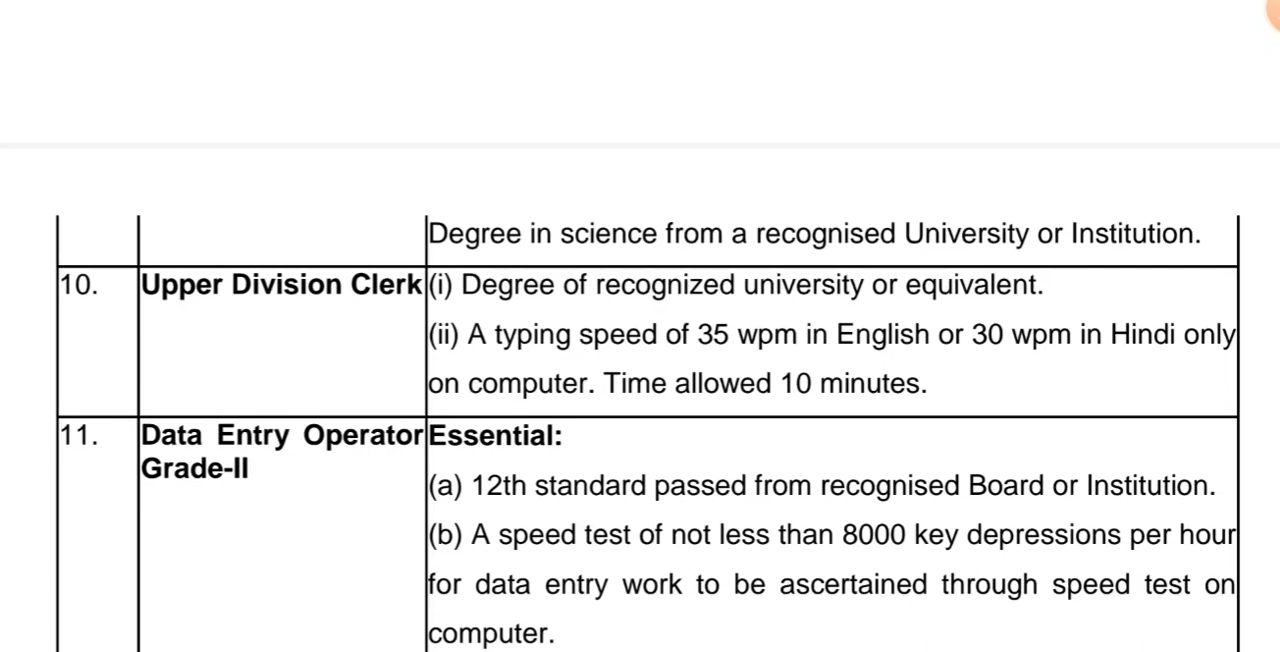 Degree in science from a recognised University or Institution.
10. Upper Division Clerk (i) Degree of recognized university or equivalent.
(ii) A typing speed of 35 wpm in English or 30 wpm in Hindi only
on computer. Time allowed 10 minutes.
11. Data Entry Operator Essential:
Grade-II
(a) 12th standard passed from recognised Board or Institution.
(b) A speed test of not less than 8000 key depressions per hour
for data entry work to be ascertained through speed test on
computer.